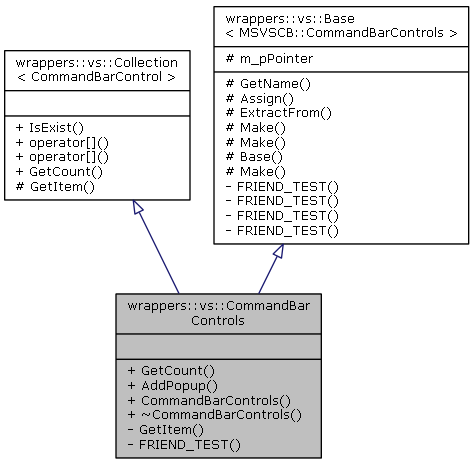 wrappers::vs::Collection
< CommandBarControl >
+ IsExist()
+ operator[]()
+ operator[]()
+ GetCount()
# GetItem()
wrappers::vs::Base
< MSVSCB::CommandBarControls >
# m_pPointer
# GetName()
# Assign()
# ExtractFrom()
# Make()
# Make()
# Base()
# Make()
- FRIEND_TEST()
- FRIEND_TEST()
- FRIEND_TEST()
- FRIEND_TEST()
wrappers::vs::CommandBar
Controls
+ GetCount()
+ AddPopup()
+ CommandBarControls()
+ ~CommandBarControls()
- GetItem()
- FRIEND_TEST()